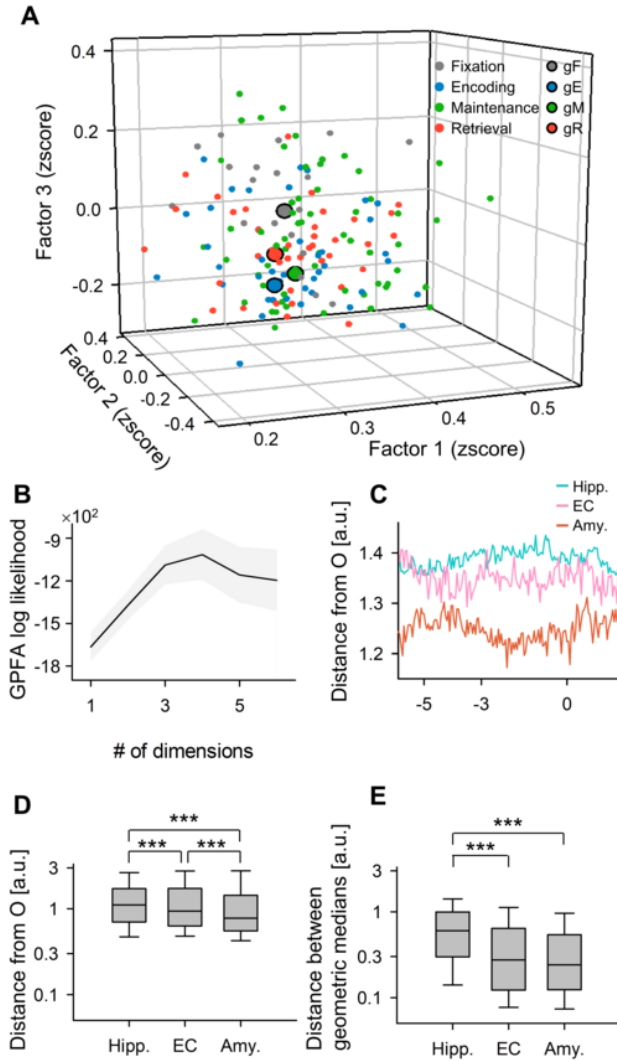 A
Fixation gF
Encoding gE
Maintenance gM
Retrieval gR
Factor 3 (zscore)
0.4
0.2
0.0
-0.2
0.4
0.2
0.0
-0.2
-0.4
Factor 2 (zscore)
0.2 0.3 0.4 0.5
Factor 1 (zscore)
B
×10²
GPFA log likelihood
-9
-12
-18
1 3 5
# of dimensions
C
Hipp.
EC
Amy.
Distance from O [a.u.]
1.4
1.3
1.2
-5 -3 0
D
***
*** ***
Distance from O [a.u.]
3
1
0.3
0.1
Hipp. EC Amy.
E
***
***
Distance between
geometric medians [a.u.]
3
1
0.3
0.1
Hipp. EC Amy.